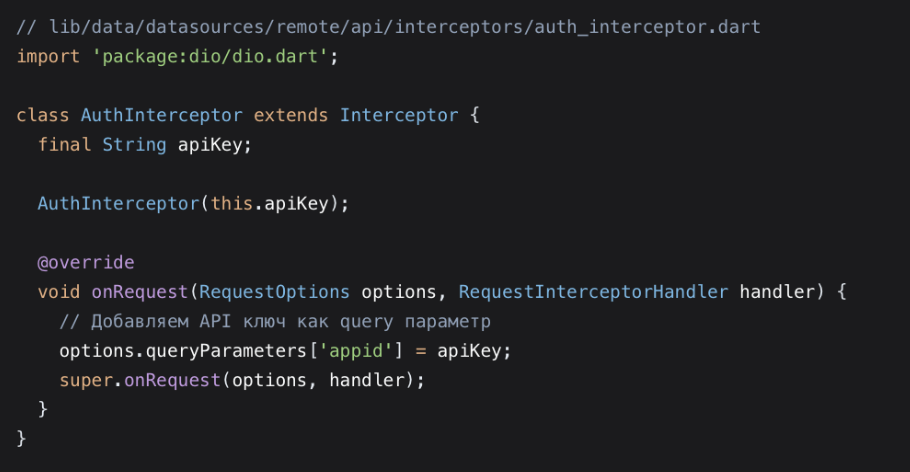 // lib/data/datasources/remote/api/interceptors/auth_interceptor.dart
import 'package:dio/dio.dart';

class AuthInterceptor extends Interceptor {
  final String apiKey;

  AuthInterceptor(this.apiKey);

  @override
  void onRequest(RequestOptions options, RequestInterceptorHandler handler) {
    // Добавляем API ключ как query параметр
    options.queryParameters['appid'] = apiKey;
    super.onRequest(options, handler);
  }
}